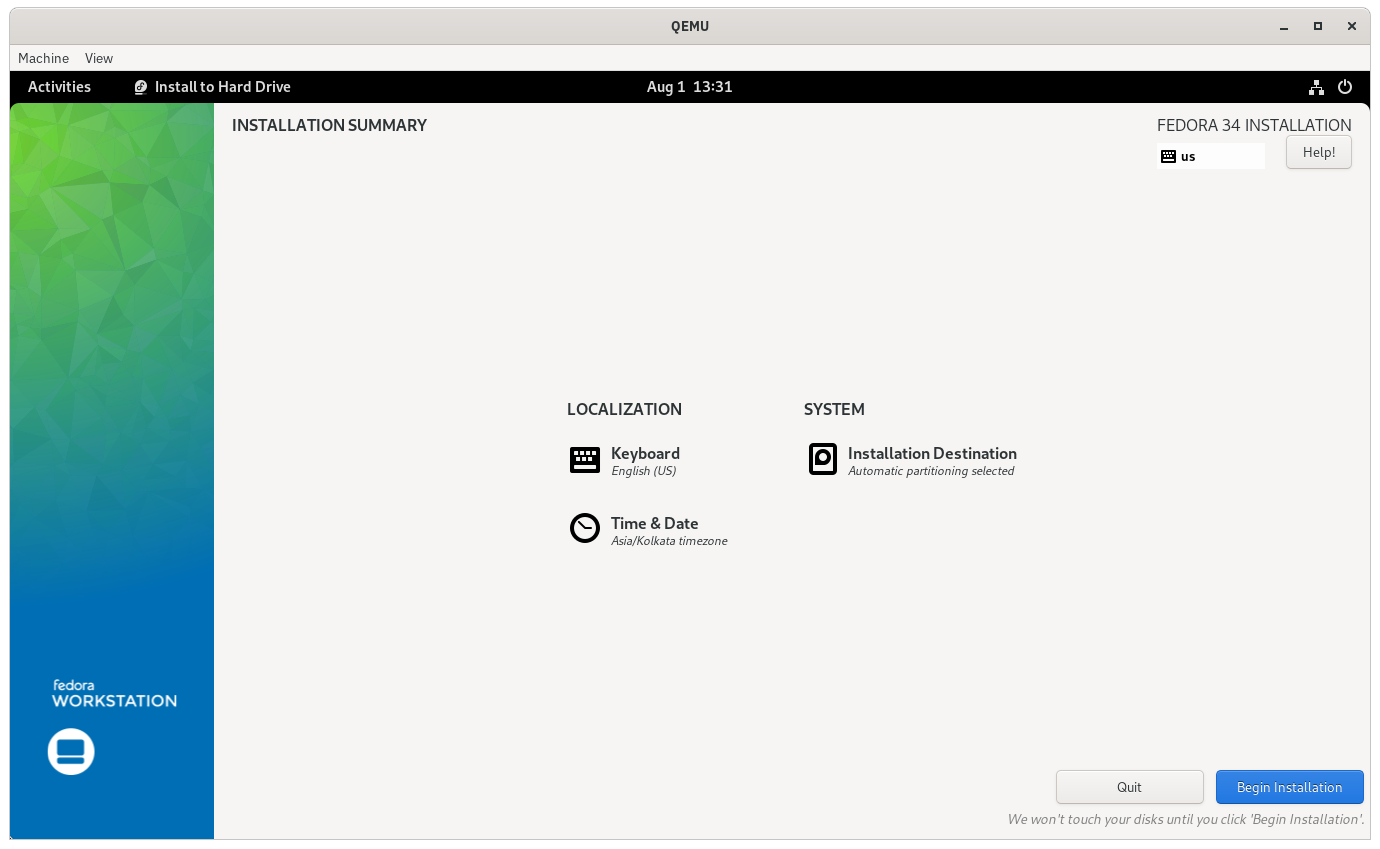 QEMU
Machine View
Activities Install to Hard Drive Aug 1 13:31
INSTALLATION SUMMARY
FEDORA 34 INSTALLATION
us Help!
LOCALIZATION
Keyboard
English (US)
Time & Date
Asia/Kolkata timezone
SYSTEM
Installation Destination
Automatic partitioning selected
fedora
WORKSTATION
Quit Begin Installation
We won't touch your disks until you click 'Begin Installation'.